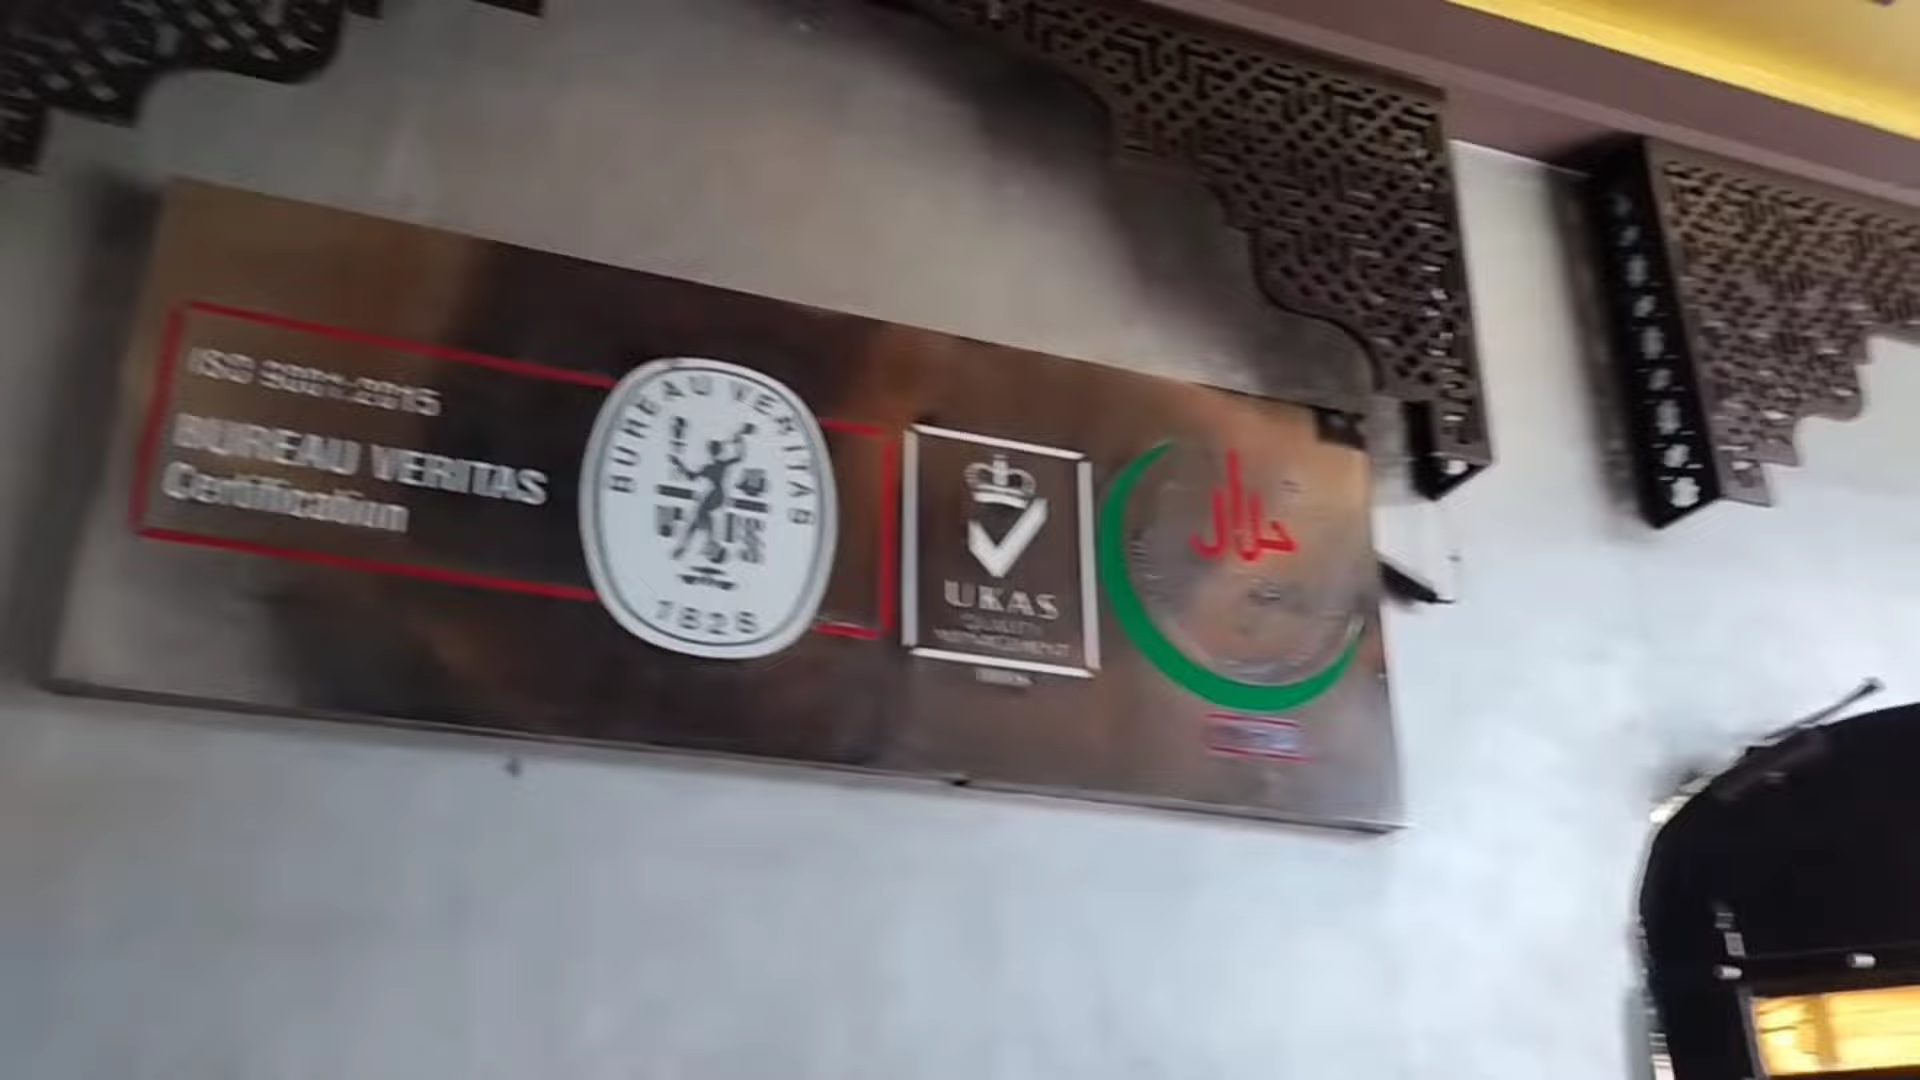 ISO 9001:2015
BUREAU VERITAS
Certification
BUREAU VERITAS
1828
UKAS
QUALITY
MANAGEMENT
حلال